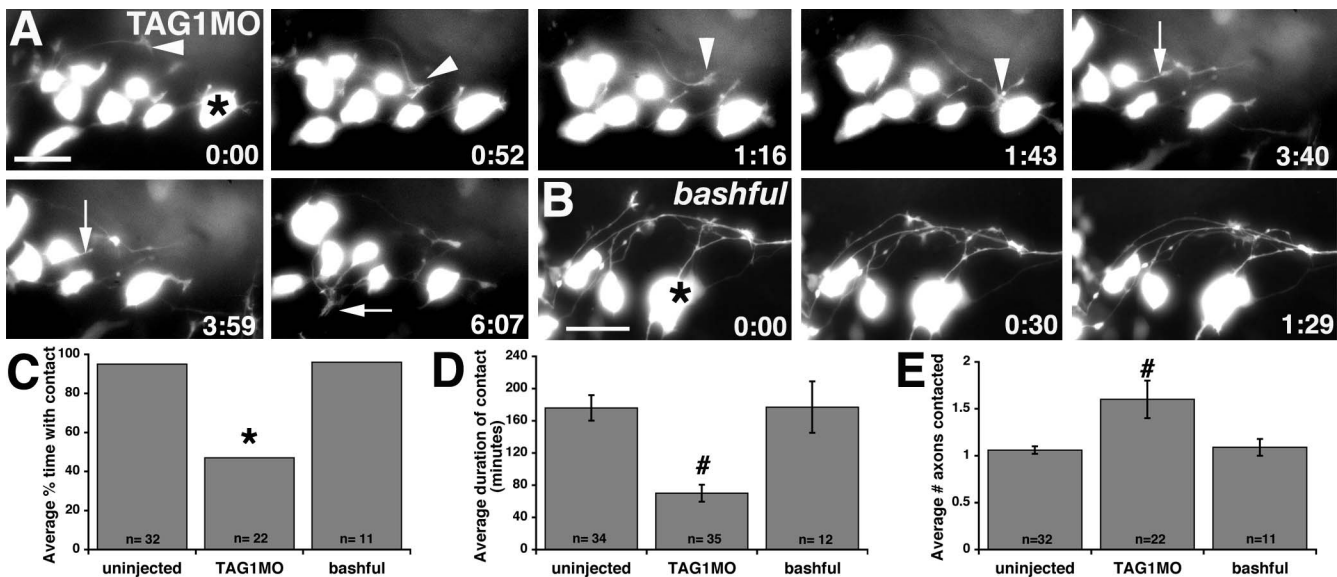 A TAG1MO
*
0:00
0:52
1:16
1:43
3:40
3:59
6:07
B bashful
*
0:00
0:30
1:29
C
Average % time with contact
100
80
60
40
20
0
*
n= 32
n= 22
n= 11
uninjected
TAG1MO
bashful
D
Average duration of contact
(minutes)
240
200
160
120
80
40
0
#
n= 34
n= 35
n= 12
uninjected
TAG1MO
bashful
E
Average # axons contacted
2
1.5
1
0.5
0
#
n=32
n=22
n=11
uninjected
TAG1MO
bashful